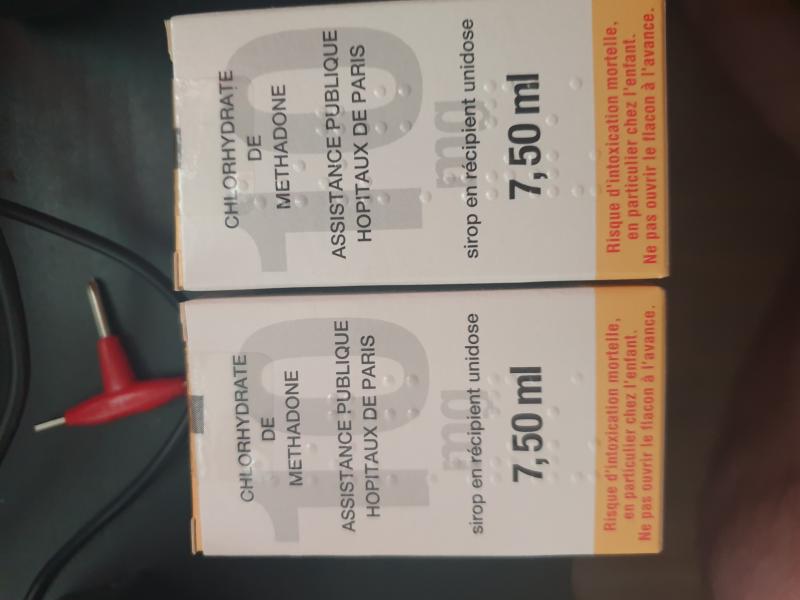 CHLORHYDRATE
DE
METHADONE
ASSISTANCE PUBLIQUE
HOPITAUX DE PARIS
10
mg
sirop en récipient unidose
7,50 ml
Risque d'intoxication mortelle,
en particulier chez l'enfant.
Ne pas ouvrir le flacon à l'avance.
CHLORHYDRATE
DE
METHADONE
ASSISTANCE PUBLIQUE
HOPITAUX DE PARIS
10
mg
sirop en récipient unidose
7,50 ml
Risque d'intoxication mortelle,
en particulier chez l'enfant.
Ne pas ouvrir le flacon à l'avance.